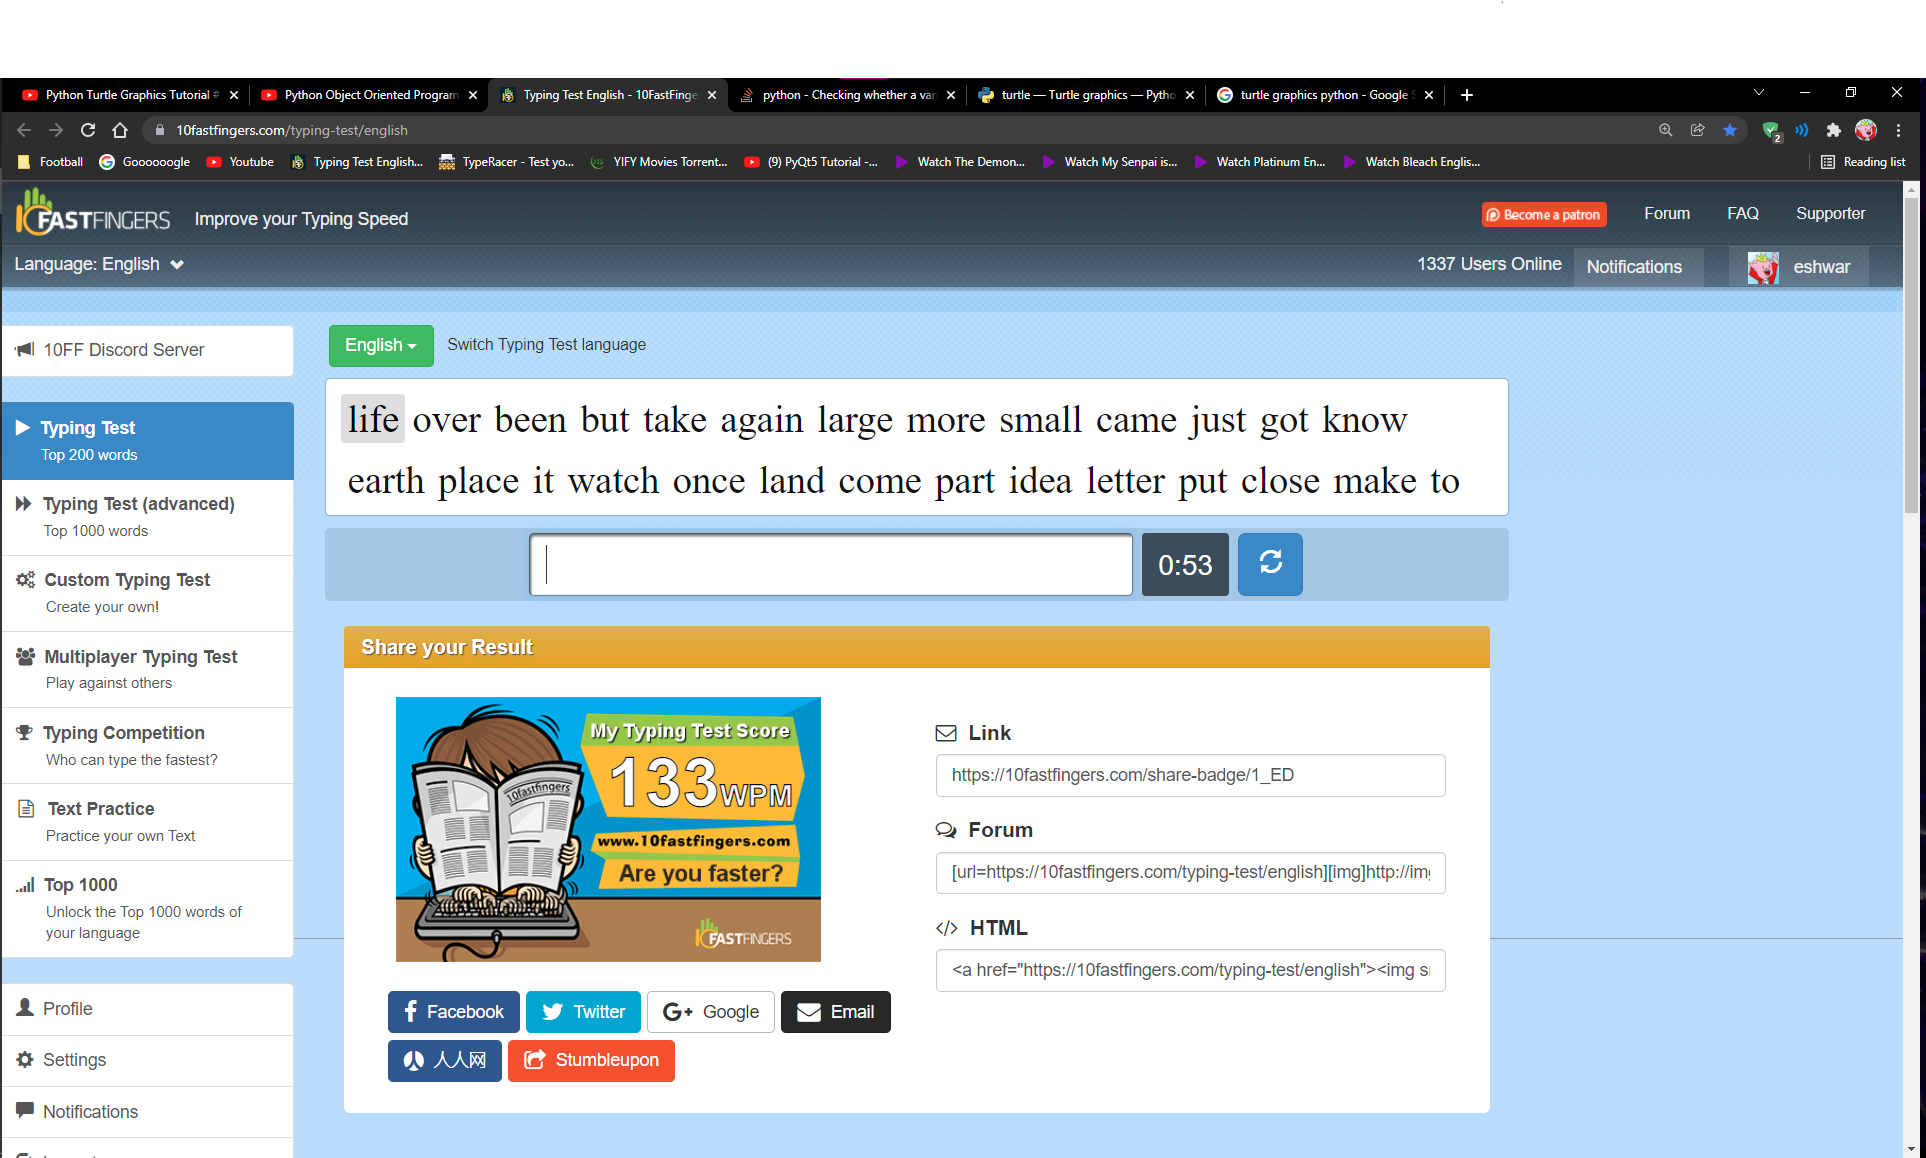 Python Turtle Graphics Tutorial #
Python Object Oriented Program
Typing Test English - 10FastFinge
python - Checking whether a var
turtle — Turtle graphics — Pytho
turtle graphics python - Google S
10fastfingers.com/typing-test/english
2
Football
Goooooogle
Youtube
Typing Test English...
TypeRacer - Test yo...
YIFY Movies Torrent...
(9) PyQt5 Tutorial -...
Watch The Demon...
Watch My Senpai is...
Watch Platinum En...
Watch Bleach Englis...
Reading list
10FASTFINGERS
Improve your Typing Speed
Become a patron
Forum
FAQ
Supporter
Language: English
1337 Users Online
Notifications
eshwar
10FF Discord Server
Typing Test
Top 200 words
Typing Test (advanced)
Top 1000 words
Custom Typing Test
Create your own!
Multiplayer Typing Test
Play against others
Typing Competition
Who can type the fastest?
Text Practice
Practice your own Text
Top 1000
Unlock the Top 1000 words of
your language
Profile
Settings
Notifications
English
Switch Typing Test language
life over been but take again large more small came just got know
earth place it watch once land come part idea letter put close make to
0:53
Share your Result
My Typing Test Score
133WPM
10fastfingers
www.10fastfingers.com
Are you faster?
10FASTFINGERS
Facebook
Twitter
G+ Google
Email
人人网
Stumbleupon
Link
https://10fastfingers.com/share-badge/1_ED
Forum
[url=https://10fastfingers.com/typing-test/english][img]http://img
</> HTML
<a href="https://10fastfingers.com/typing-test/english"><img s